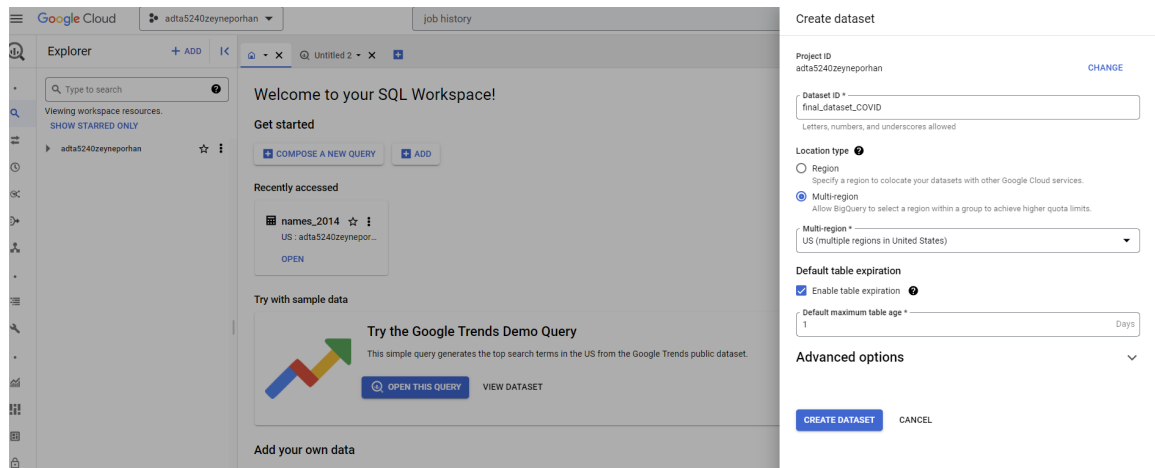 Google Cloud
adta5240zeyneporhan
job history
Explorer
+ ADD
Untitled 2
Type to search
Viewing workspace resources.
SHOW STARRED ONLY
adta5240zeyneporhan
Welcome to your SQL Workspace!
Get started
COMPOSE A NEW QUERY
ADD
Recently accessed
names_2014
US : adta5240zeynepor...
OPEN
Try with sample data
Try the Google Trends Demo Query
This simple query generates the top search terms in the US from the Google Trends public dataset.
OPEN THIS QUERY
VIEW DATASET
Add your own data
Create dataset
Project ID
adta5240zeyneporhan
CHANGE
Dataset ID *
final_dataset_COVID
Letters, numbers, and underscores allowed
Location type
Region
Specify a region to colocate your datasets with other Google Cloud services.
Multi-region
Allow BigQuery to select a region within a group to achieve higher quota limits.
Multi-region *
US (multiple regions in United States)
Default table expiration
Enable table expiration
Default maximum table age *
1
Days
Advanced options
CREATE DATASET
CANCEL